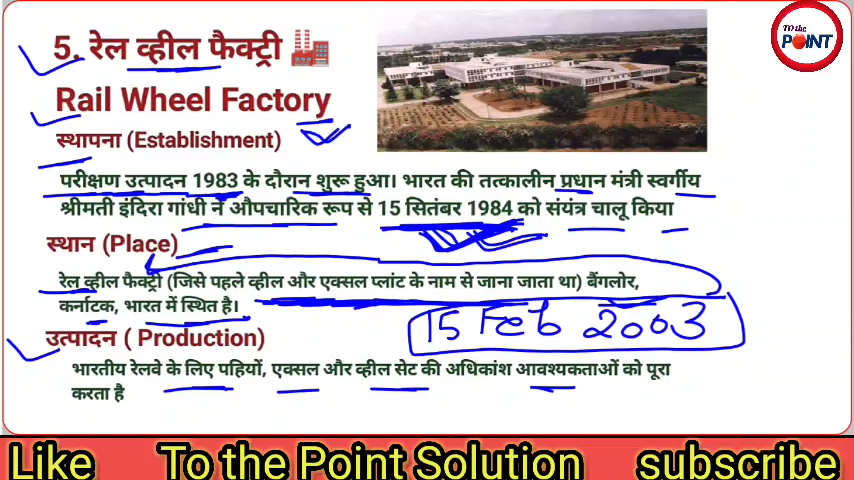 TO the
POINT
5. रेल व्हील फैक्ट्री
Rail Wheel Factory
स्थापना (Establishment)
परीक्षण उत्पादन 1983 के दौरान शुरू हुआ। भारत की तत्कालीन प्रधान मंत्री स्वर्गीय
श्रीमती इंदिरा गांधी ने औपचारिक रूप से 15 सितंबर 1984 को संयंत्र चालू किया
स्थान (Place)
रेल व्हील फैक्ट्री (जिसे पहले व्हील और एक्सल प्लांट के नाम से जाना जाता था) बैंगलोर,
कर्नाटक, भारत में स्थित है।
15 Feb 2003
उत्पादन ( Production)
भारतीय रेलवे के लिए पहियों, एक्सल और व्हील सेट की अधिकांश आवश्यकताओं को पूरा
करता है
Like To the Point Solution subscribe